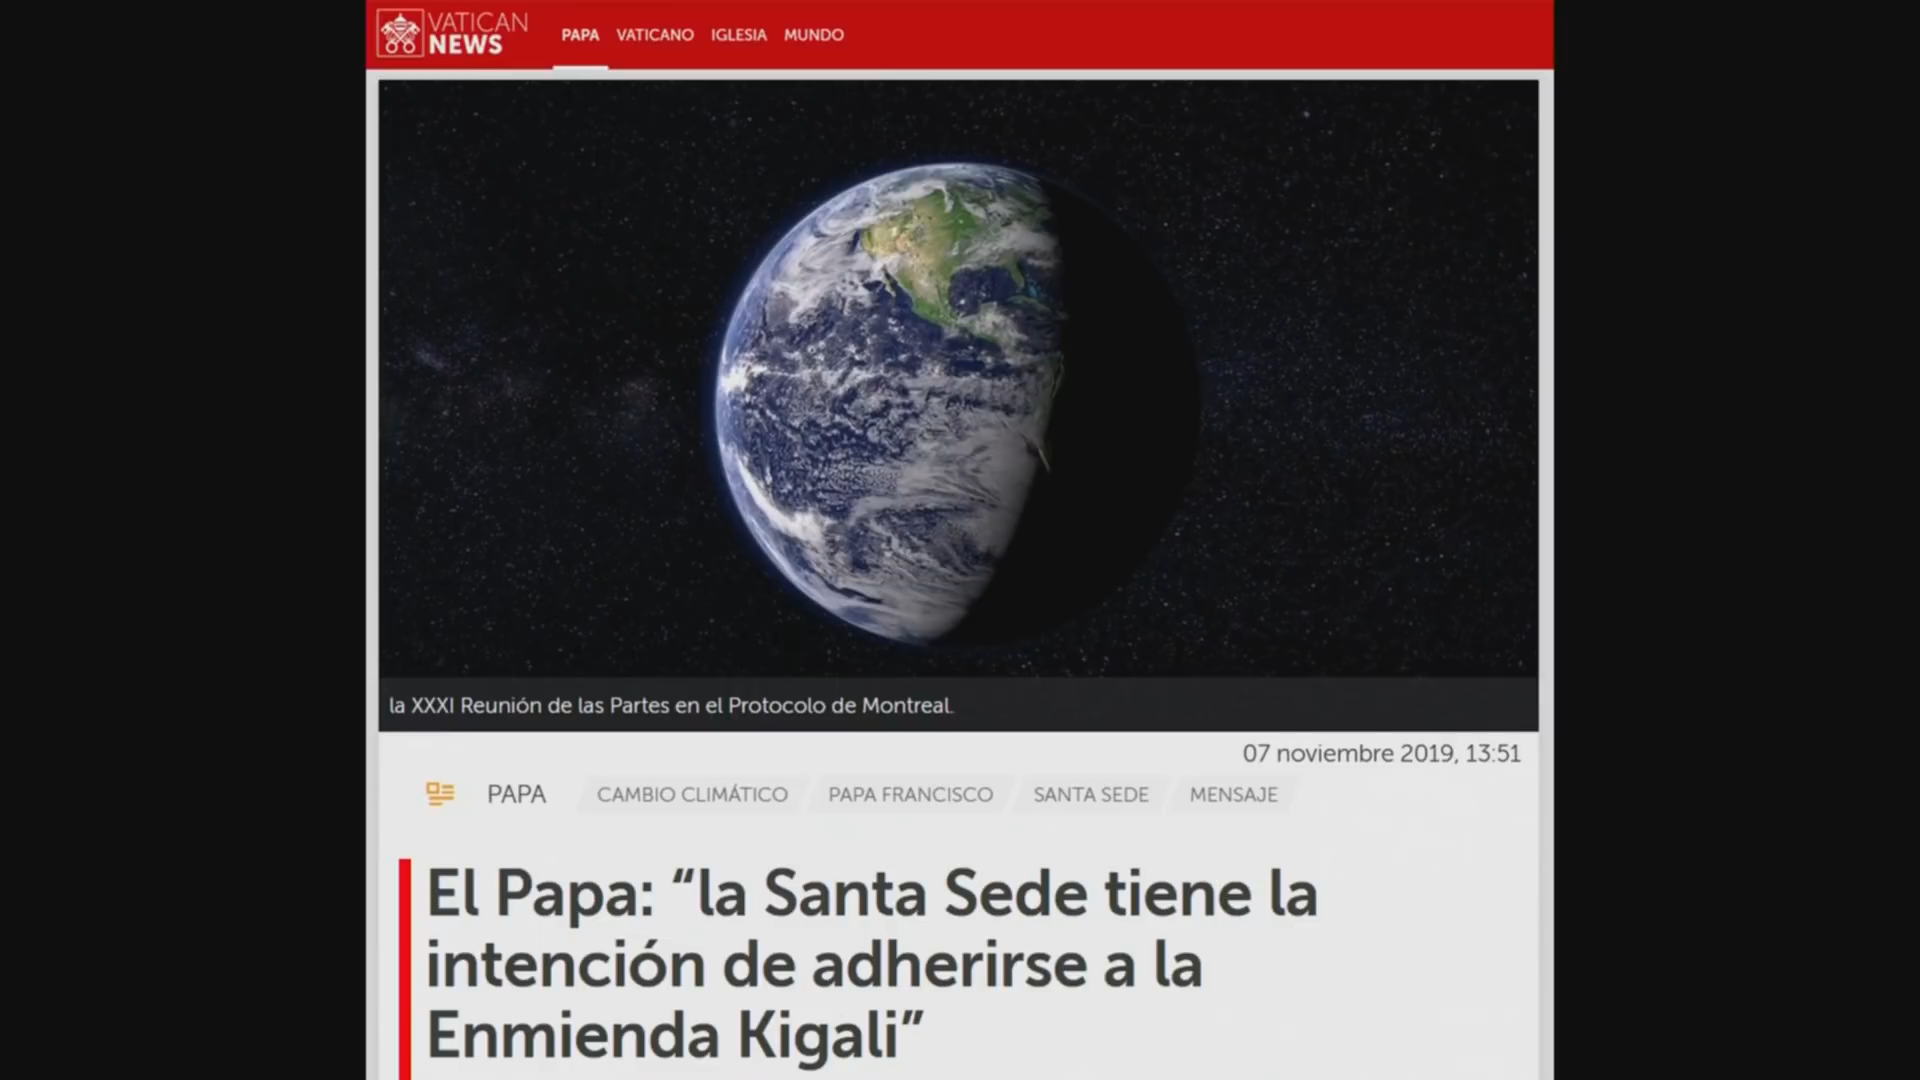 VATICAN
NEWS
PAPA VATICANO IGLESIA MUNDO
la XXXI Reunión de las Partes en el Protocolo de Montreal.
07 noviembre 2019, 13:51
PAPA CAMBIO CLIMÁTICO PAPA FRANCISCO SANTA SEDE MENSAJE
El Papa: “la Santa Sede tiene la
intención de adherirse a la
Enmienda Kigali”